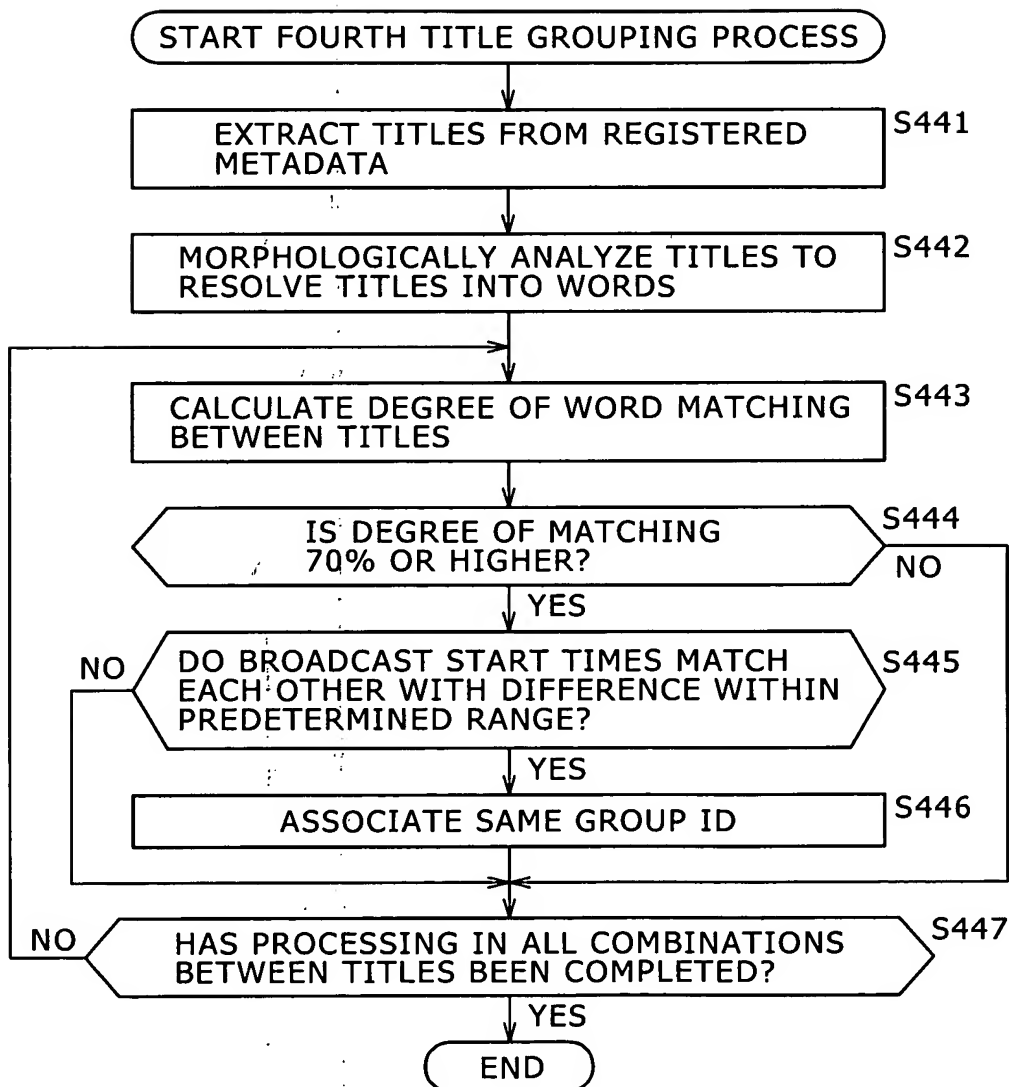 START FOURTH TITLE GROUPING PROCESS
EXTRACT TITLES FROM REGISTERED
METADATA
S441
MORPHOLOGICALLY ANALYZE TITLES TO
RESOLVE TITLES INTO WORDS
S442
CALCULATE DEGREE OF WORD MATCHING
BETWEEN TITLES
S443
IS DEGREE OF MATCHING
70% OR HIGHER?
S444
NO
YES
NO
DO BROADCAST START TIMES MATCH
EACH OTHER WITH DIFFERENCE WITHIN
PREDETERMINED RANGE?
S445
YES
ASSOCIATE SAME GROUP ID
S446
NO
HAS PROCESSING IN ALL COMBINATIONS
BETWEEN TITLES BEEN COMPLETED?
S447
YES
END